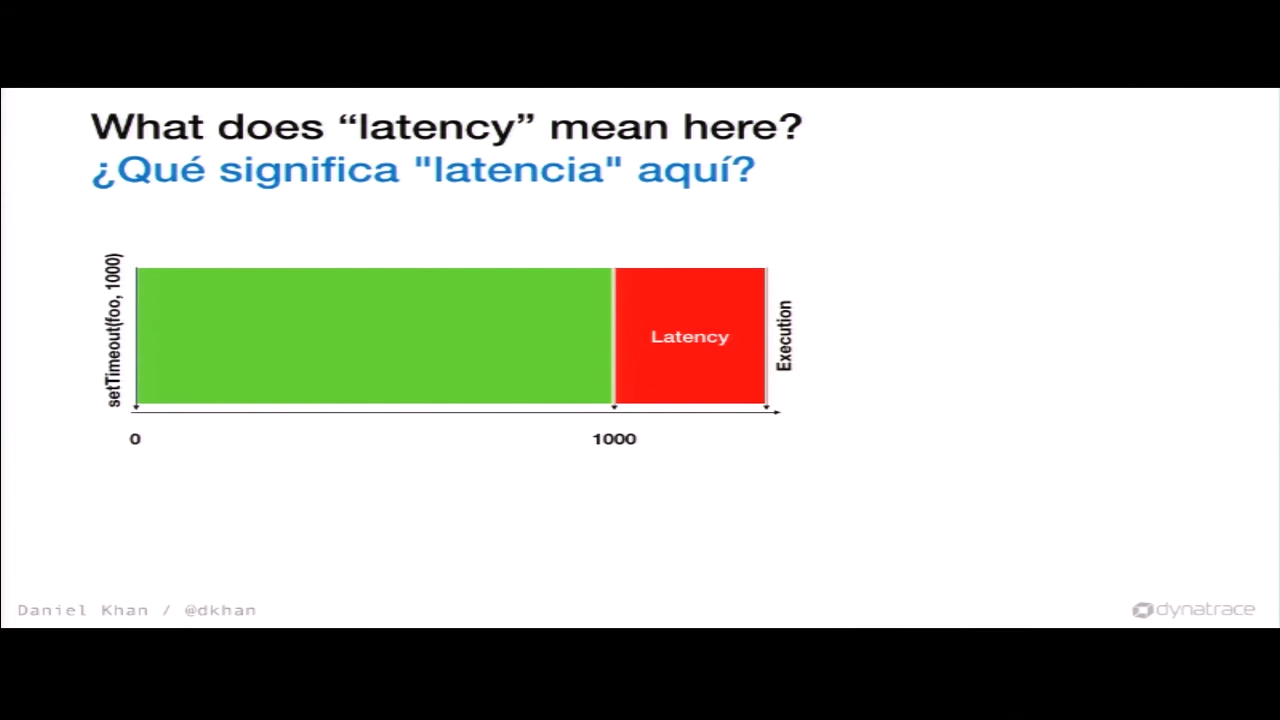 What does “latency” mean here?
¿Qué significa "latencia" aquí?
setTimeout(foo, 1000)
Latency
Execution
0
1000
Daniel Khan / @dkhan
dynatrace